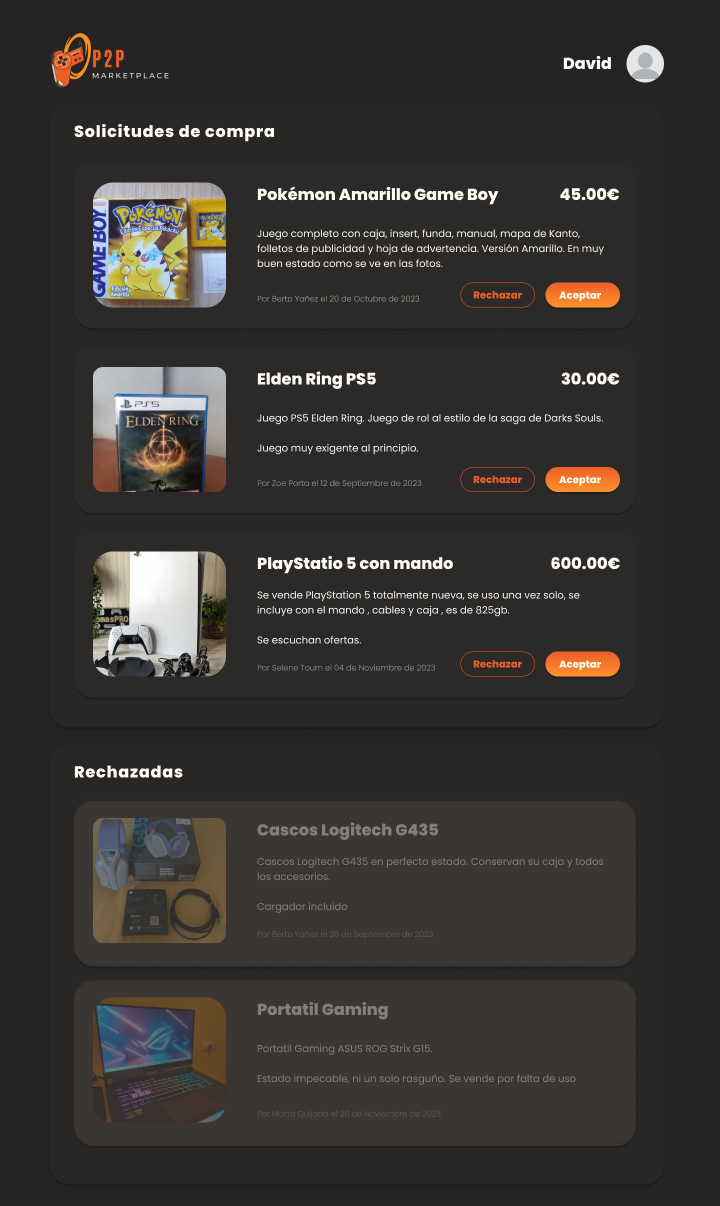 P2P
MARKETPLACE
David
Solicitudes de compra
GAME BOY
POKéMON
Edición Especial Pikachu
Edición
Amarilla
Pokémon Amarillo Game Boy
45.00€
Juego completo con caja, insert, funda, manual, mapa de Kanto,
folletos de publicidad y hoja de advertencia. Versión Amarillo. En muy
buen estado como se ve en las fotos.
Por Berta Yañez el 20 de Octubre de 2023
Rechazar
Aceptar
PS5
ELDEN RING
Elden Ring PS5
30.00€
Juego PS5 Elden Ring. Juego de rol al estilo de la saga de Darks Souls.
Juego muy exigente al principio.
Por Zoe Porta el 12 de Septiembre de 2023
Rechazar
Aceptar
masPRO
PlayStatio 5 con mando
600.00€
Se vende PlayStation 5 totalmente nueva, se uso una vez solo, se
incluye con el mando , cables y caja , es de 825gb.
Se escuchan ofertas.
Por Selene Tourn el 04 de Noviembre de 2023
Rechazar
Aceptar
Rechazadas
Cascos Logitech G435
Cascos Logitech G435 en perfecto estado. Conservan su caja y todos
los accesorios.
Cargador incluido
Por Berta Yañez el 28 de Septiembre de 2023
Portatil Gaming
Portatil Gaming ASUS ROG Strix G15.
Estado impecable, ni un solo rasguño. Se vende por falta de uso
Por Marta Quijada el 20 de Noviembre de 2023